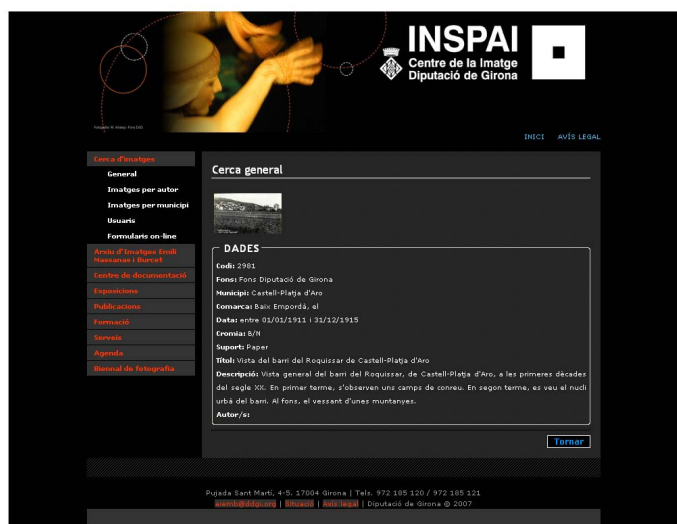 INSPAI
Centre de la Imatge
Diputació de Girona
INICI AVÍS LEGAL
Cerca d'imatges
General
Imatges per autor
Imatges per municipi
Usuaris
Formularis on-line
Arxiu d'Imatges Emili
Massanas i Burcet
Centre de documentació
Exposicions
Publicacions
Formació
Serveis
Agenda
Biennal de fotografia
Cerca general
DADES
Codi: 2981
Fons: Fons Diputació de Girona
Municipi: Castell-Platja d'Aro
Comarca: Baix Empordá, el
Data: entre 01/01/1911 i 31/12/1915
Cromia: B/N
Suport: Paper
Títol: Vista del barri del Roquissar de Castell-Platja d'Aro
Descripció: Vista general del barri del Roquissar, de Castell-Platja d'Aro, a les primeres dècades
del segle XX. En primer terme, s'observen uns camps de conreu. En segon terme, es veu el nucli
urbá del barri. Al fons, el vessant d'unes muntanyes.
Autor/s:
Tornar
Pujada Sant Martí, 4-5. 17004 Girona | Tels. 972 185 120 / 972 185 121
aiemb@ddgi.org | Situació | Avís legal | Diputació de Girona © 2007